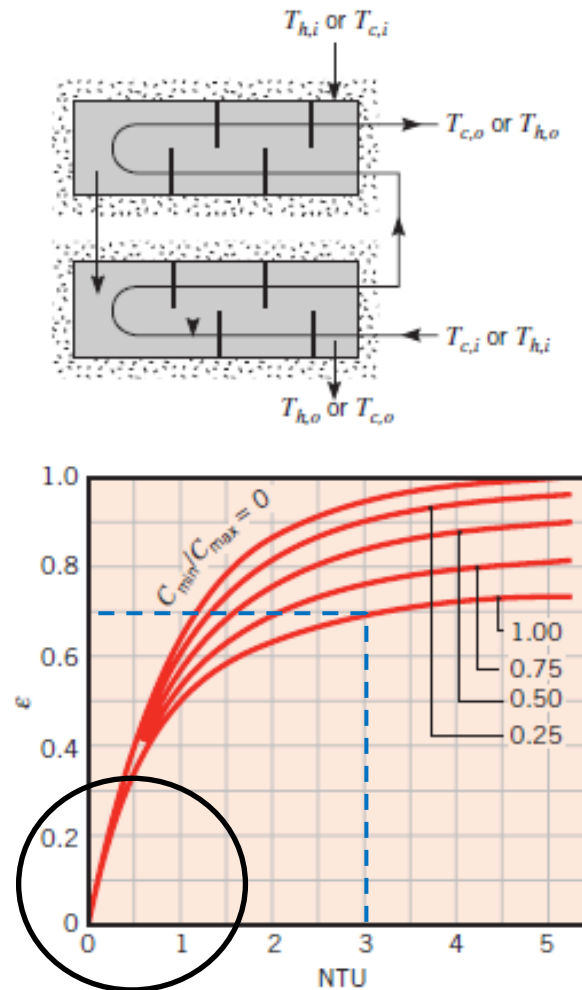 T_{h,i} or T_{c,i}
T_{c,o} or T_{h,o}
T_{c,i} or T_{h,i}
T_{h,o} or T_{c,o}
1.0
C_{min}/C_{max} = 0
0.8
0.6
1.00
0.75
0.50
0.25
ε
0.4
0.2
0
0 1 2 3 4 5
NTU